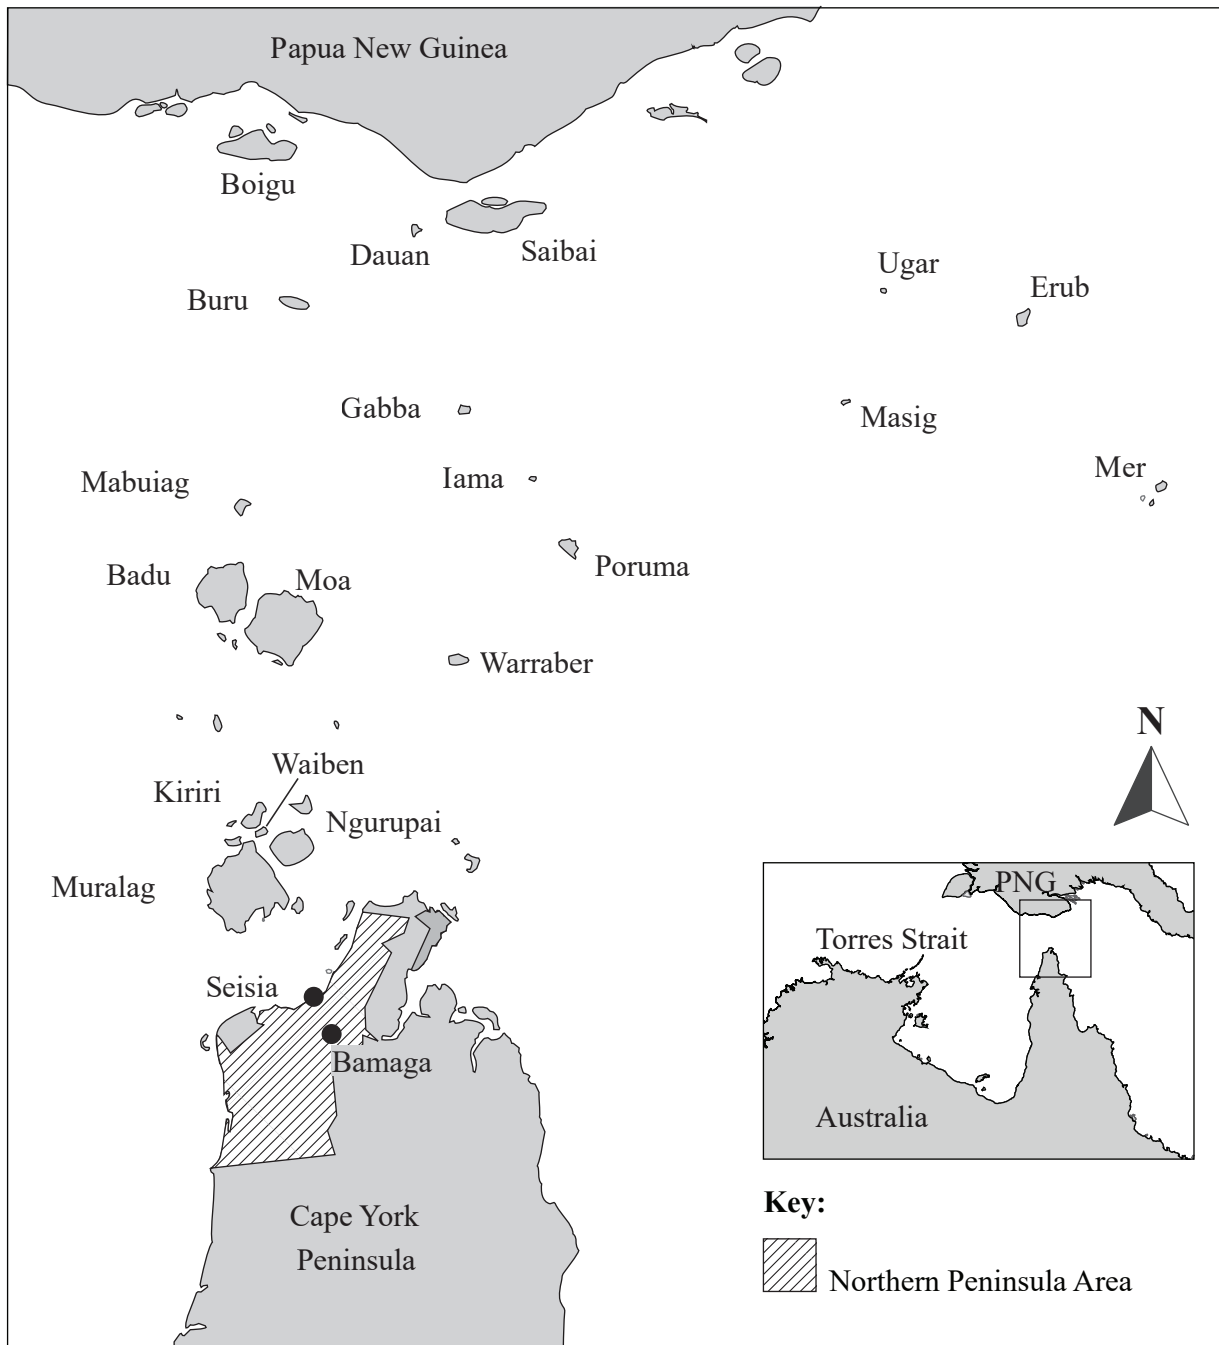 Papua New Guinea
Boigu
Dauan
Saibai
Ugar
Erub
Buru
Gabba
Masig
Mabuiag
Iama
Mer
Badu
Moa
Poruma
Warraber
N
Waiben
Kiriri
Ngurupai
Muralag
PNG
Torres Strait
Seisia
Bamaga
Australia
Key:
Cape York
Peninsula
Northern Peninsula Area